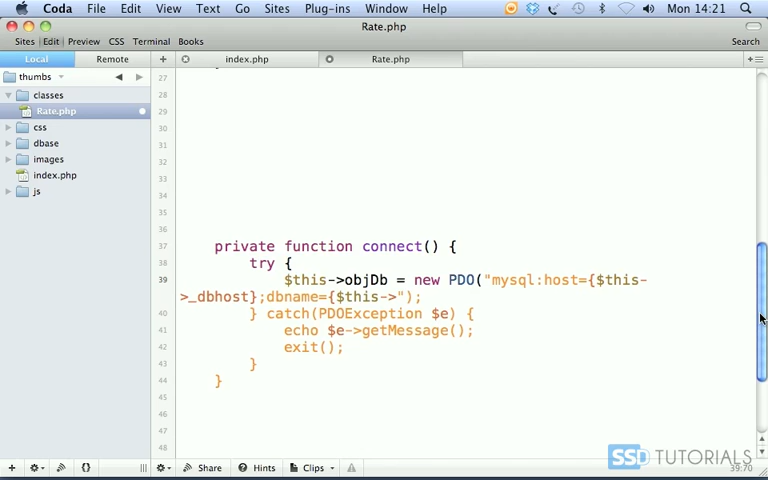 Coda File Edit View Text Go Sites Plug-ins Window Help Mon 14:21
Rate.php
Sites Edit Preview CSS Terminal Books Search
Local Remote + index.php Rate.php
thumbs
classes
Rate.php
css
dbase
images
index.php
js
27
28
29
30
31
32
33
34
35
36
37 private function connect() {
38 try {
39 $this->objDb = new PDO("mysql:host={$this-
>_dbhost};dbname={$this->");
40 } catch(PDOException $e) {
41 echo $e->getMessage();
42 exit();
43 }
44 }
45
46
47
48
+ {} Share Hints Clips
SSD TUTORIALS
39:70